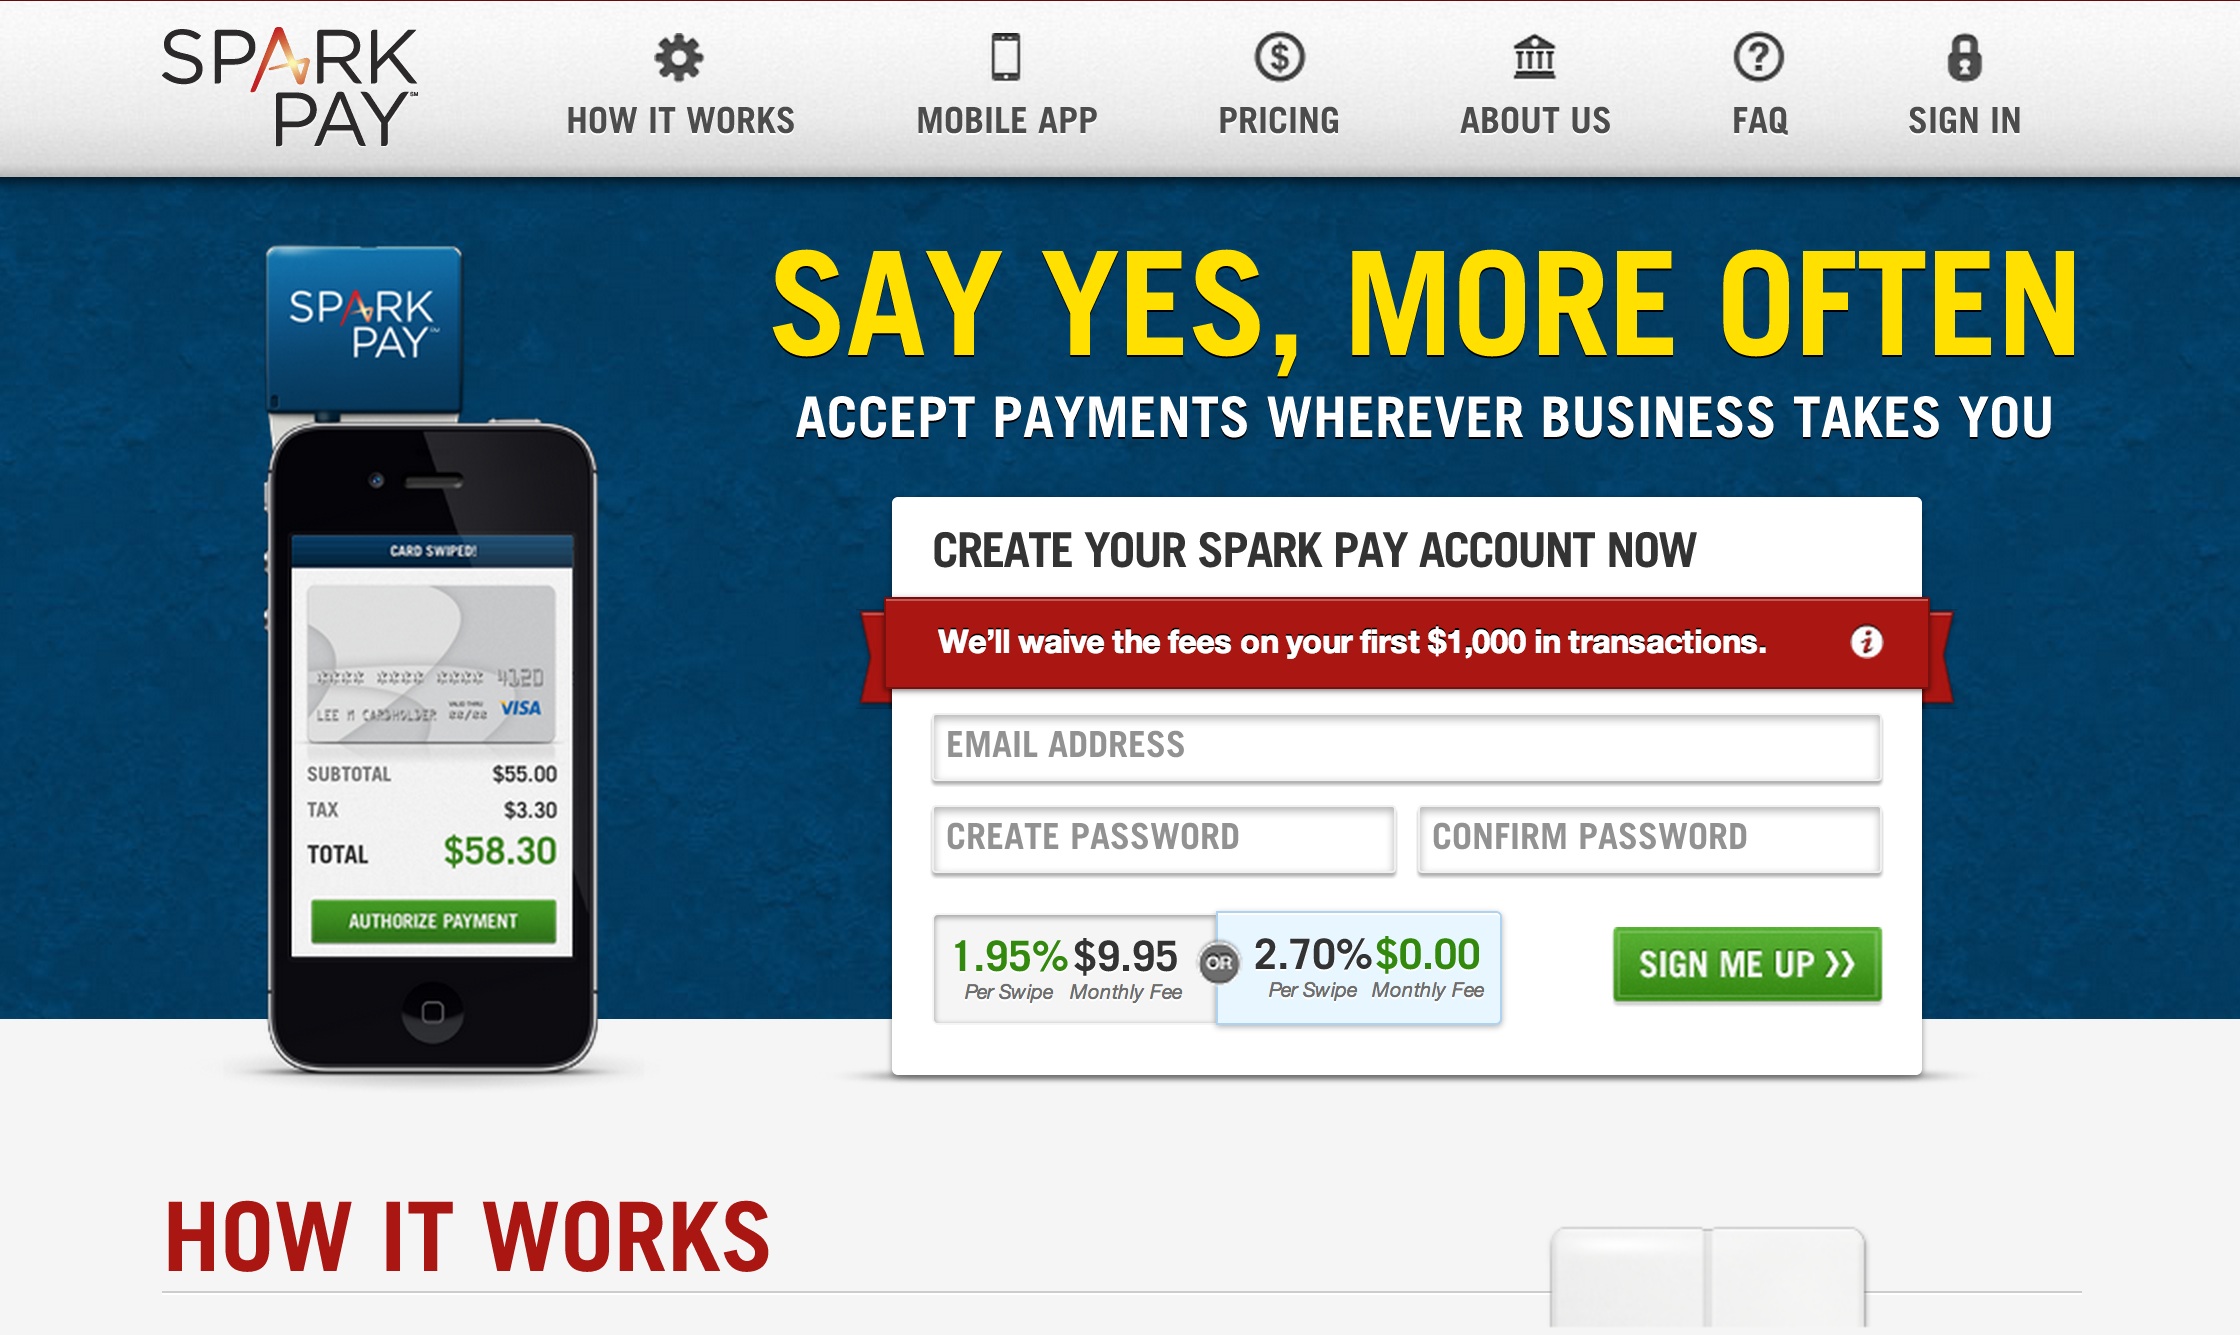 SPARK
PAY℠
HOW IT WORKS
MOBILE APP
PRICING
ABOUT US
FAQ
SIGN IN
SPARK
PAY℠
SAY YES, MORE OFTEN
ACCEPT PAYMENTS WHEREVER BUSINESS TAKES YOU
CARD SWIPED!
4120
LEE M CARDHOLDER VALID THRU 00/00 VISA
SUBTOTAL $55.00
TAX $3.30
TOTAL $58.30
AUTHORIZE PAYMENT
CREATE YOUR SPARK PAY ACCOUNT NOW
We'll waive the fees on your first $1,000 in transactions. i
EMAIL ADDRESS
CREATE PASSWORD CONFIRM PASSWORD
1.95% $9.95 OR 2.70% $0.00
Per Swipe Monthly Fee Per Swipe Monthly Fee
SIGN ME UP
HOW IT WORKS